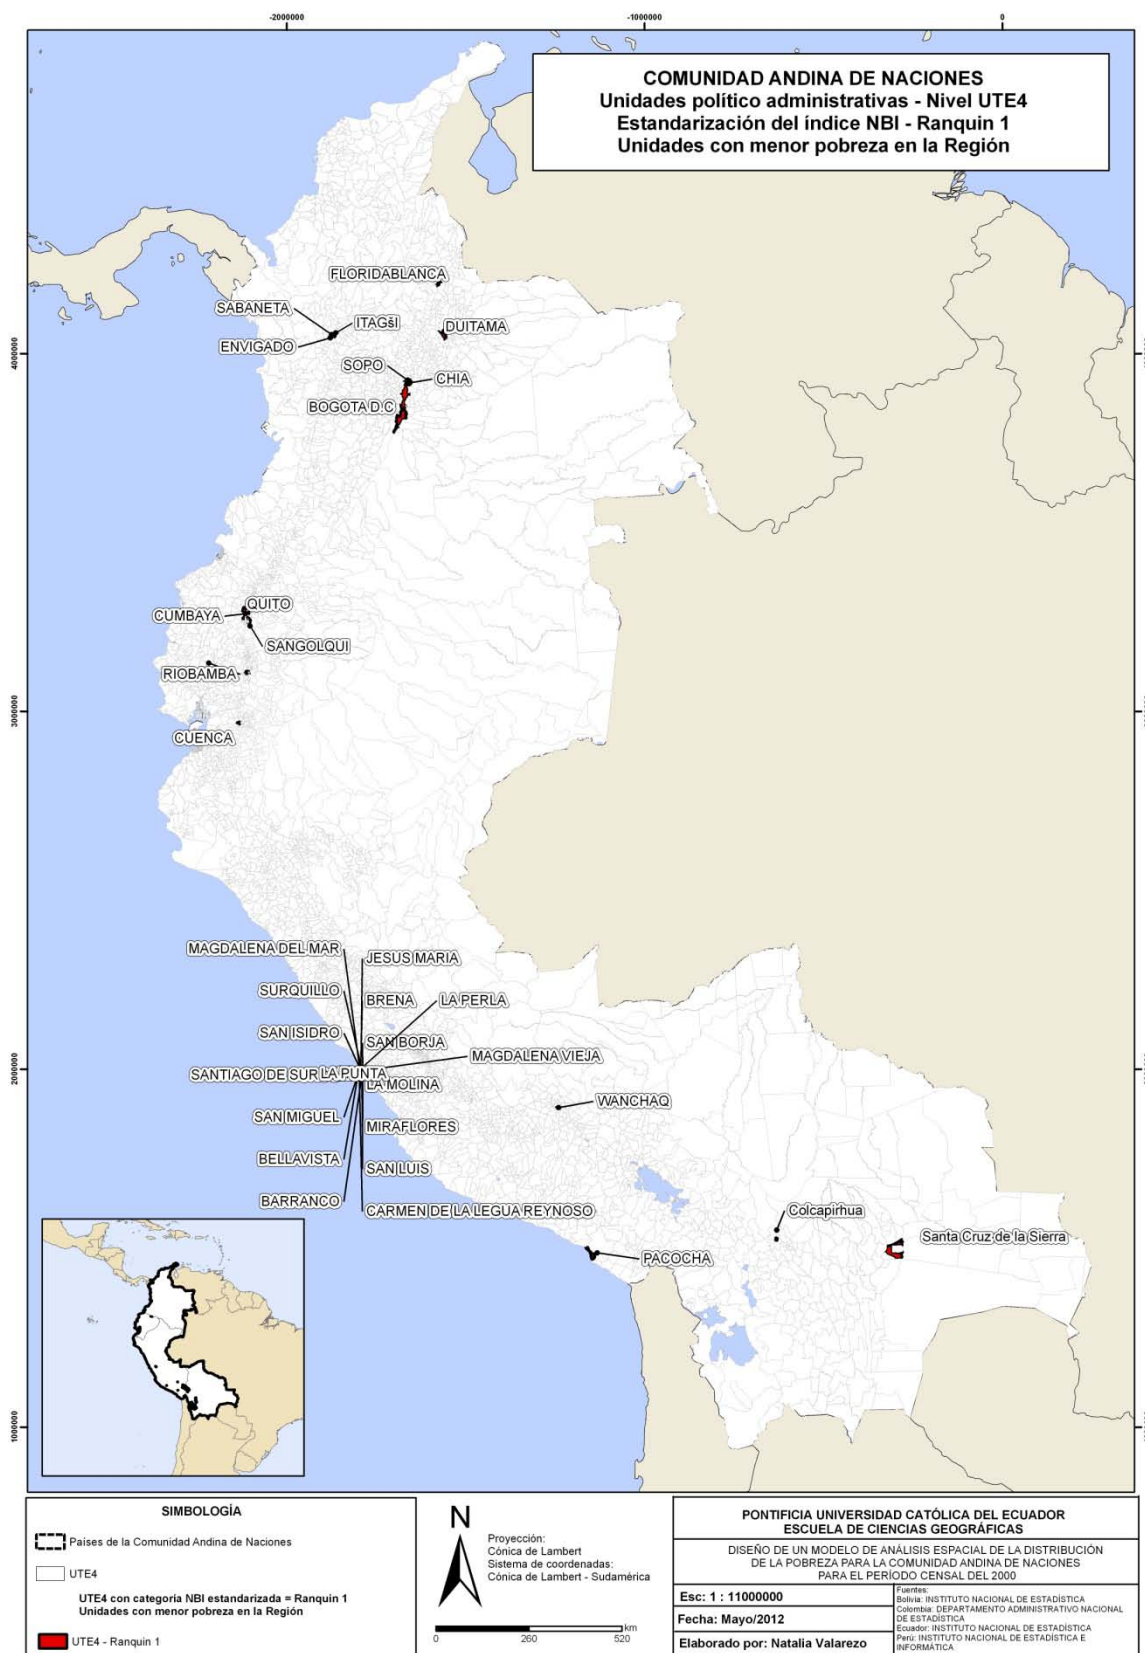 -2000000
-1000000
0
COMUNIDAD ANDINA DE NACIONES
Unidades político administrativas - Nivel UTE4
Estandarización del índice NBI - Ranquin 1
Unidades con menor pobreza en la Región
FLORIDABLANCA
SABANETA
ITAGšI
DUITAMA
ENVIGADO
4000000
SOPO
CHIA
BOGOTA D.C
QUITO
CUMBAYA
SANGOLQUI
RIOBAMBA
3000000
CUENCA
MAGDALENA DEL MAR
JESUS MARIA
SURQUILLO
BRENA
LA PERLA
SAN ISIDRO
SAN BORJA
MAGDALENA VIEJA
2000000
SANTIAGO DE SUR
LA PUNTA
LA MOLINA
WANCHAQ
SAN MIGUEL
MIRAFLORES
BELLAVISTA
SAN LUIS
BARRANCO
CARMEN DE LA LEGUA REYNOSO
Colcapirhua
Santa Cruz de la Sierra
PACOCHA
1000000
SIMBOLOGÍA
Países de la Comunidad Andina de Naciones
UTE4
UTE4 con categoria NBI estandarizada = Ranquin 1
Unidades con menor pobreza en la Región
UTE4 - Ranquin 1
N
Proyección:
Cónica de Lambert
Sistema de coordenadas:
Cónica de Lambert - Sudamérica
km
0 260 520
PONTIFICIA UNIVERSIDAD CATÓLICA DEL ECUADOR
ESCUELA DE CIENCIAS GEOGRÁFICAS
DISEÑO DE UN MODELO DE ANÁLISIS ESPACIAL DE LA DISTRIBUCIÓN
DE LA POBREZA PARA LA COMUNIDAD ANDINA DE NACIONES
PARA EL PERÍODO CENSAL DEL 2000
Esc: 1 : 11000000
Fecha: Mayo/2012
Elaborado por: Natalia Valarezo
Fuentes:
Bolivia: INSTITUTO NACIONAL DE ESTADÍSTICA
Colombia: DEPARTAMENTO ADMINISTRATIVO NACIONAL
DE ESTADÍSTICA
Ecuador: INSTITUTO NACIONAL DE ESTADÍSTICA
Perú: INSTITUTO NACIONAL DE ESTADÍSTICA E
INFORMÁTICA